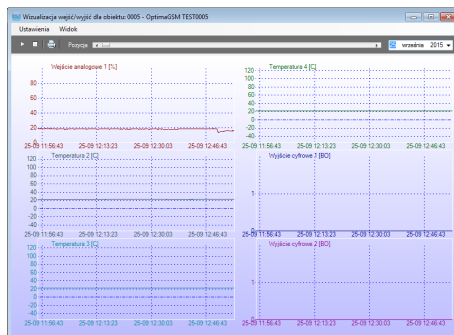 Wizualizacja wejść/wyjść dla obiektu: 0005 - OptimaGSM TEST0005
Ustawienia Widok
Pozycja 25 września 2015
Wejście analogowe 1 [%]
80
60
40
20
0
25-09 11:56:43 25-09 12:13:23 25-09 12:30:03 25-09 12:46:43
Temperatura 4 [C]
120
100
80
60
40
20
0
-20
-40
25-09 11:56:43 25-09 12:13:23 25-09 12:30:03 25-09 12:46:43
Temperatura 2 [C]
120
100
80
60
40
20
0
-20
-40
25-09 11:56:43 25-09 12:13:23 25-09 12:30:03 25-09 12:46:43
Wyjście cyfrowe 1 [BO]
1
0
25-09 11:56:43 25-09 12:13:23 25-09 12:30:03 25-09 12:46:43
Temperatura 3 [C]
120
100
80
60
40
20
0
-20
-40
25-09 11:56:43 25-09 12:13:23 25-09 12:30:03 25-09 12:46:43
Wyjście cyfrowe 2 [BO]
1
0
25-09 11:56:43 25-09 12:13:23 25-09 12:30:03 25-09 12:46:43